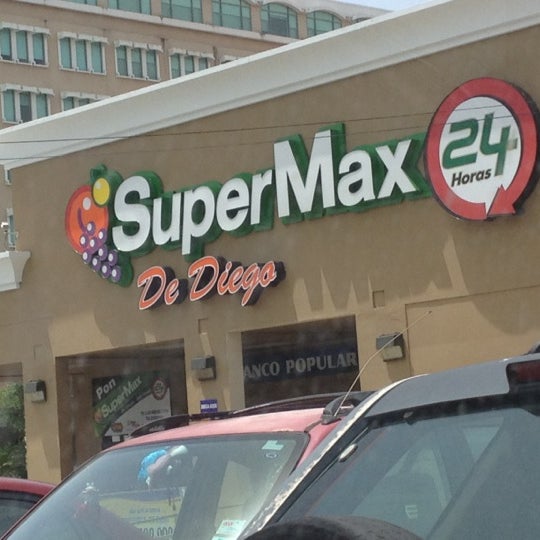 SuperMax
24
Horas
De Diego
ANCO POPULAR
Pon
SuperMax